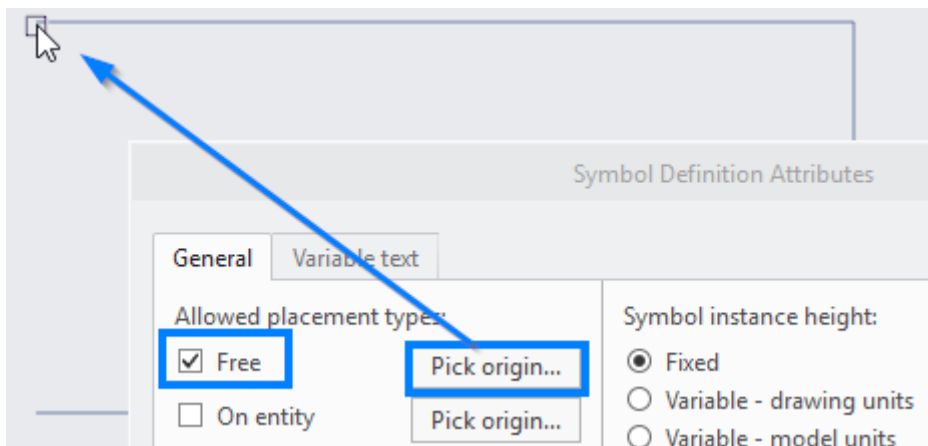 Symbol Definition Attributes
General Variable text
Allowed placement types:
Free Pick origin...
On entity Pick origin...
Symbol instance height:
Fixed
Variable - drawing units
Variable - model units